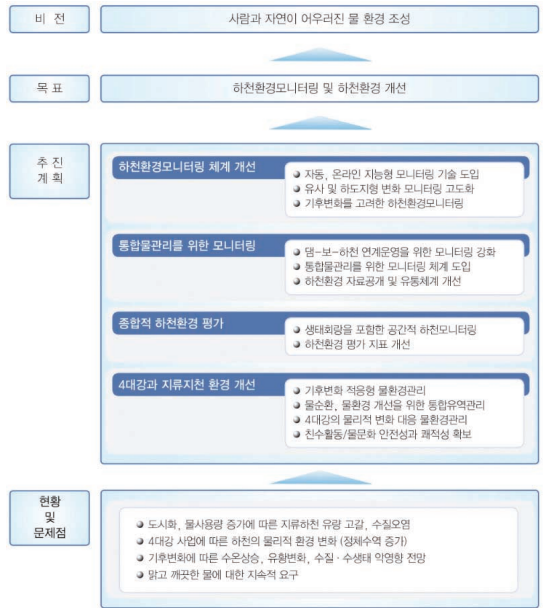 비 전
사람과 자연이 어우러진 물 환경 조성
목 표
하천환경모니터링 및 하천환경 개선
추 진
계 획
하천환경모니터링 체계 개선
자동, 온라인 지능형 모니터링 기술 도입
유사 및 하도지형 변화 모니터링 고도화
기후변화를 고려한 하천환경모니터링
통합물관리를 위한 모니터링
댐-보-하천 연계운영을 위한 모니터링 강화
통합물관리를 위한 모니터링 체계 도입
하천환경 자료공개 및 유통체계 개선
종합적 하천환경 평가
생태회랑을 포함한 공간적 하천모니터링
하천환경 평가 지표 개선
4대강과 지류지천 환경 개선
기후변화 적응형 물환경관리
물순환, 물환경 개선을 위한 통합유역관리
4대강의 물리적 변화 대응 물환경관리
친수활동/물문화 안전성과 쾌적성 확보
현황
및
문제점
도시화, 물사용량 증가에 따른 지류하천 유량 고갈, 수질오염
4대강 사업에 따른 하천의 물리적 환경 변화 (정체수역 증가)
기후변화에 따른 수온상승, 유황변화, 수질 · 수생태 악영향 전망
맑고 깨끗한 물에 대한 지속적 요구